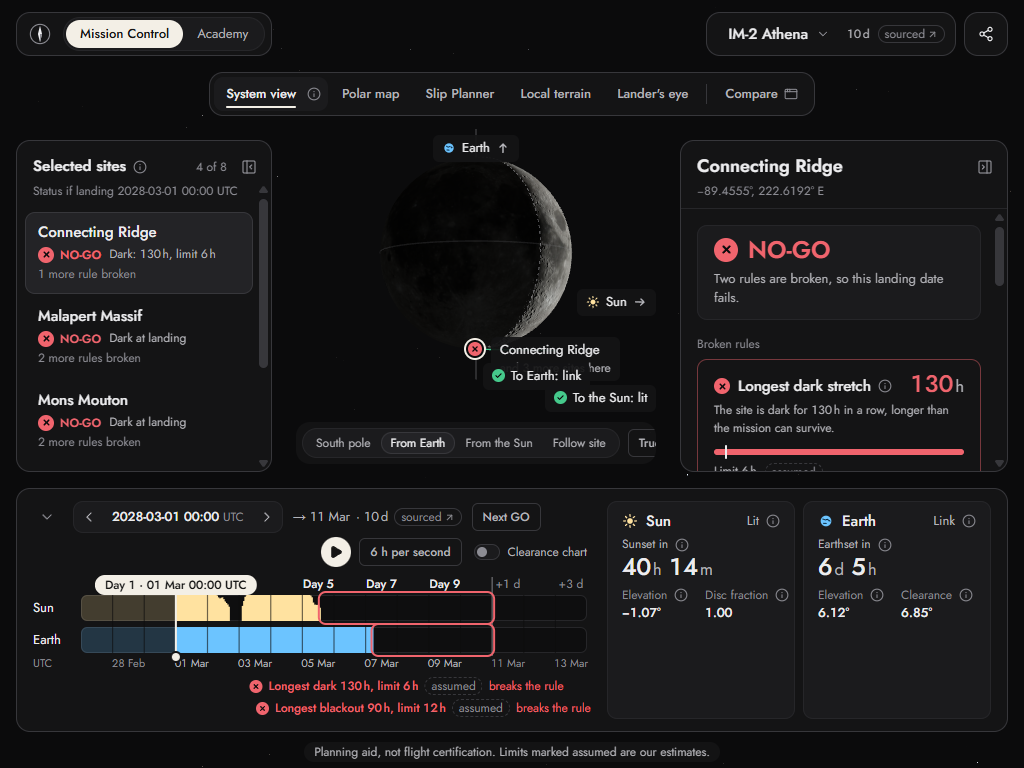 Mission Control
Academy
IM-2 Athena
10 d
sourced ↗
System view
Polar map
Slip Planner
Local terrain
Lander's eye
Compare
Selected sites
4 of 8
Status if landing 2028-03-01 00:00 UTC
Connecting Ridge
NO-GO Dark: 130 h, limit 6 h
1 more rule broken
Malapert Massif
NO-GO Dark at landing
2 more rules broken
Mons Mouton
NO-GO Dark at landing
2 more rules broken
Earth ↑
Sun →
Connecting Ridge
here
To Earth: link
To the Sun: lit
South pole
From Earth
From the Sun
Follow site
Connecting Ridge
−89.4555°, 222.6192° E
NO-GO
Two rules are broken, so this landing date
fails.
Broken rules
Longest dark stretch 130 h
The site is dark for 130 h in a row, longer than
the mission can survive.
Limit 6 h assumed
2028-03-01 00:00 UTC
→ 11 Mar · 10 d sourced ↗
Next GO
6 h per second
Clearance chart
Day 1 · 01 Mar 00:00 UTC
Day 5
Day 7
Day 9
+1 d
+3 d
Sun
Earth
UTC
28 Feb
01 Mar
03 Mar
05 Mar
07 Mar
09 Mar
11 Mar
13 Mar
Longest dark 130 h, limit 6 h assumed breaks the rule
Longest blackout 90 h, limit 12 h assumed breaks the rule
Sun
Lit
Sunset in
40 h 14 m
Elevation
Disc fraction
−1.07°
1.00
Earth
Link
Earthset in
6 d 5 h
Elevation
Clearance
6.12°
6.85°
Planning aid, not flight certification. Limits marked assumed are our estimates.